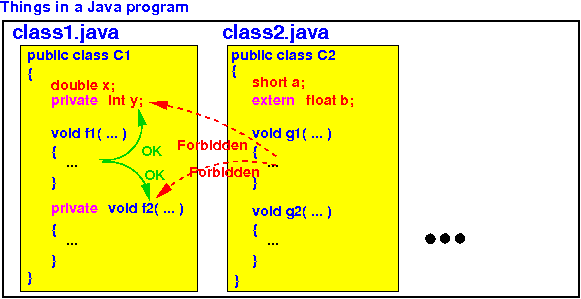 Things in a Java program
class1.java
public class C1
{
double x;
private int y;
void f1( ... )
{
...
}
private void f2( ... )
{
...
}
}
OK
OK
Forbidden
Forbidden
class2.java
public class C2
{
short a;
extern float b;
void g1( ... )
{
...
}
void g2( ... )
{
...
}
}